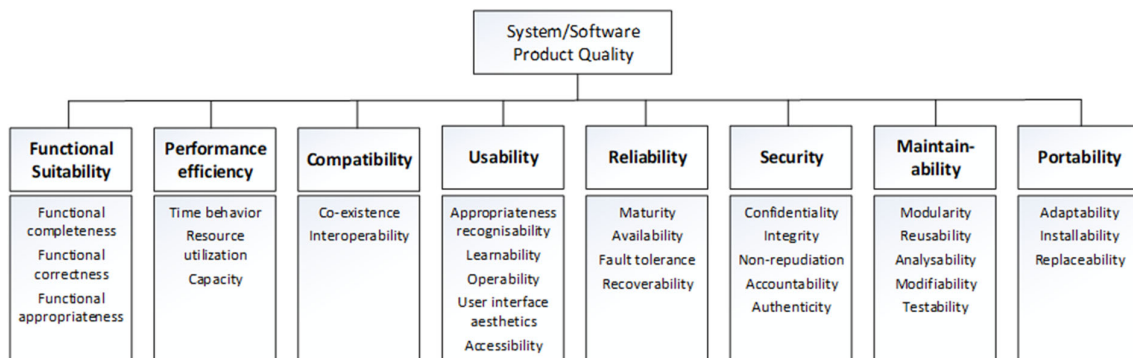 System/Software
Product Quality
Functional
Suitability
Functional
completeness
Functional
correctness
Functional
appropriateness
Performance
efficiency
Time behavior
Resource
utilization
Capacity
Compatibility
Co-existence
Interoperability
Usability
Appropriateness
recognisability
Learnability
Operability
User interface
aesthetics
Accessibility
Reliability
Maturity
Availability
Fault tolerance
Recoverability
Security
Confidentiality
Integrity
Non-repudiation
Accountability
Authenticity
Maintain-
ability
Modularity
Reusability
Analysability
Modifiability
Testability
Portability
Adaptability
Installability
Replaceability